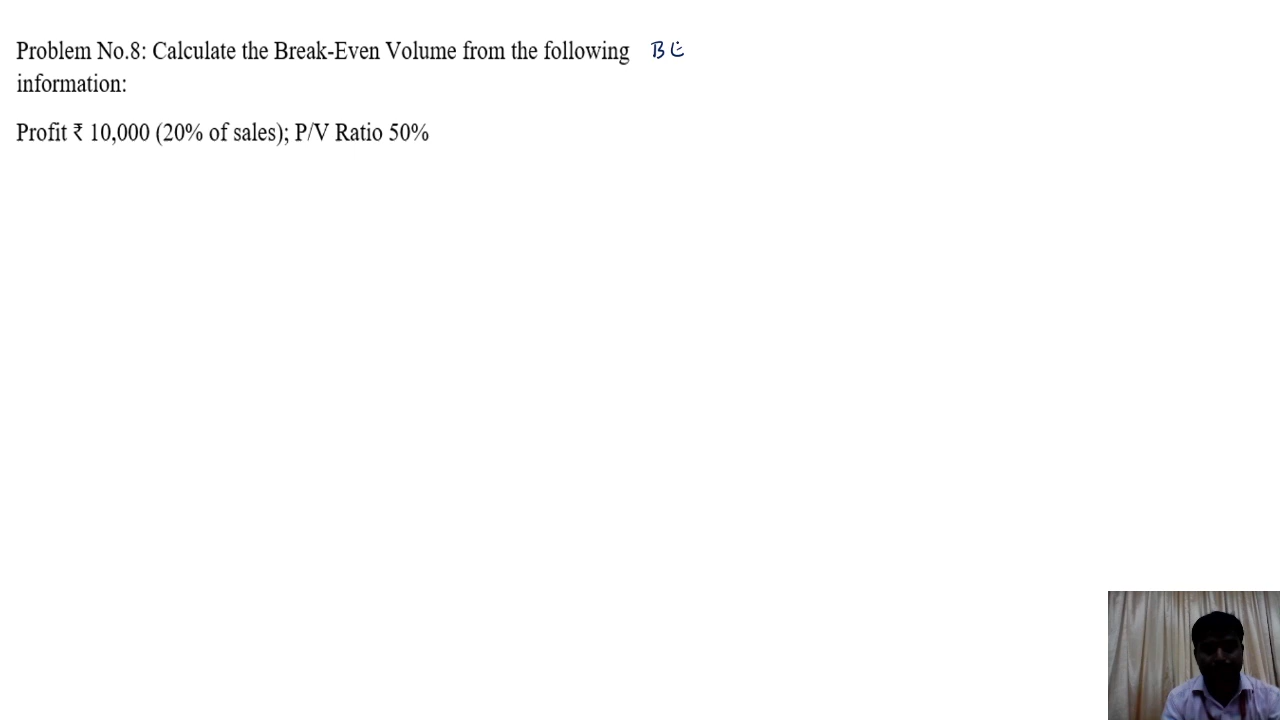 Problem No.8: Calculate the Break-Even Volume from the following BE
information:
Profit ₹ 10,000 (20% of sales); P/V Ratio 50%